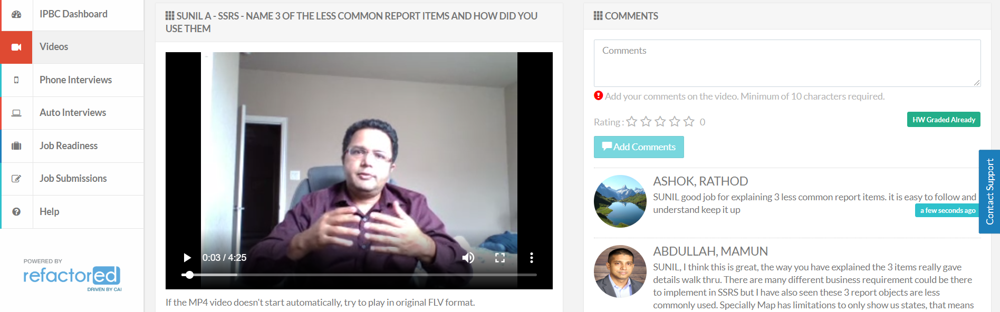 IPBC Dashboard
Videos
Phone Interviews
Auto Interviews
Job Readiness
Job Submissions
Help
POWERED BY
refactored
DRIVEN BY CAI
SUNIL A - SSRS - NAME 3 OF THE LESS COMMON REPORT ITEMS AND HOW DID YOU
USE THEM
0:03 / 4:25
If the MP4 video doesn't start automatically, try to play in original FLV format.
COMMENTS
Comments
Add your comments on the video. Minimum of 10 characters required.
Rating : 0
HW Graded Already
Add Comments
ASHOK, RATHOD
SUNIL good job for explaining 3 less common report items. it is easy to follow and
understand keep it up
a few seconds ago
ABDULLAH, MAMUN
SUNIL, I think this is great, the way you have explained the 3 items really gave
details walk thru. There are many different business requirement could be there
to implement in SSRS but I have also seen these 3 report objects are less
commonly used. Specially Map has limitations to only show us states, that means
Contact Support